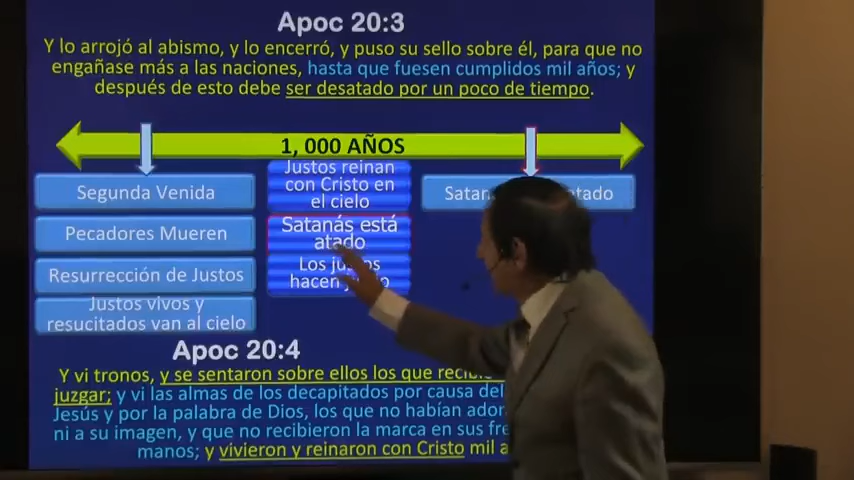 Apoc 20:3
Y lo arrojó al abismo, y lo encerró, y puso su sello sobre él, para que no
engañase más a las naciones, hasta que fuesen cumplidos mil años; y
después de esto debe ser desatado por un poco de tiempo.
1, 000 AÑOS
Segunda Venida
Pecadores Mueren
Resurrección de Justos
Justos vivos y
resucitados van al cielo
Justos reinan
con Cristo en
el cielo
Satanás está
atado
Los
hacen
Apoc 20:4
Y vi tronos, y se sentaron sobre ellos los que
juzgar; y vi las almas de los decapitados por causa del
Jesús y por la palabra de Dios, los que no habían
ni a su imagen, y que no recibieron la marca en sus
manos; y vivieron y reinaron con Cristo mil